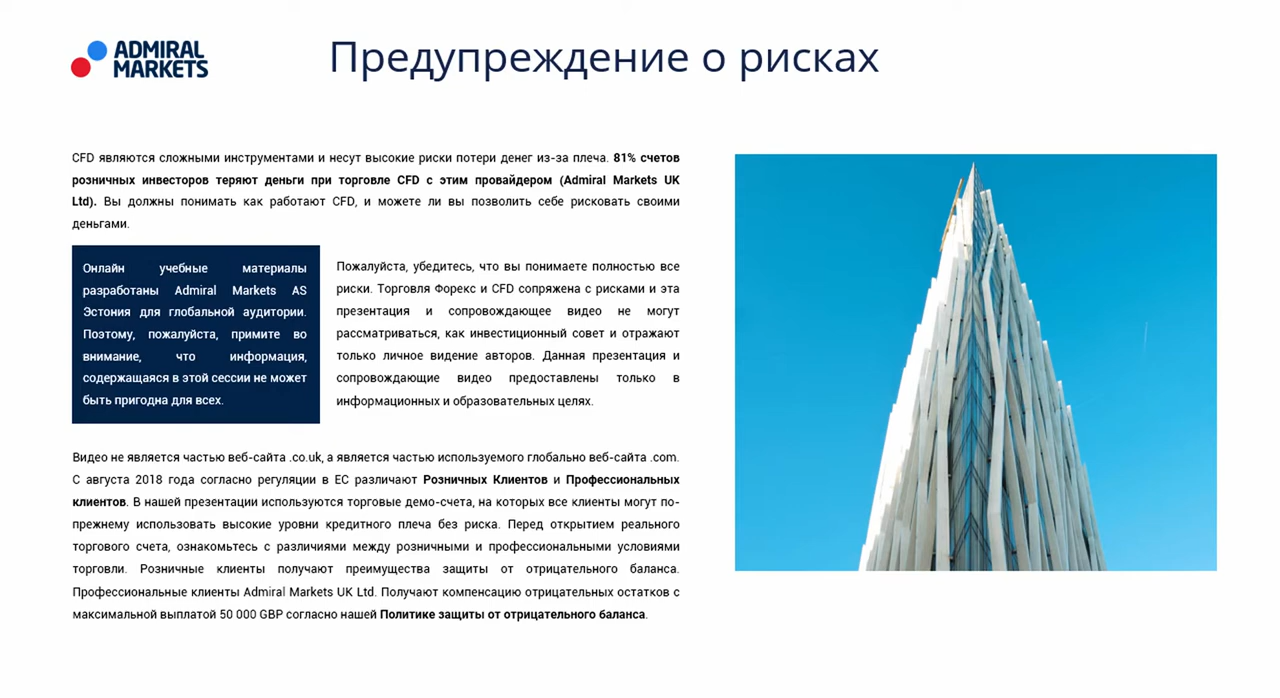 ADMIRAL
MARKETS
Предупреждение о рисках
CFD являются сложными инструментами и несут высокие риски потери денег из-за плеча. 81% счетов
розничных инвесторов теряют деньги при торговле CFD с этим провайдером (Admiral Markets UK
Ltd). Вы должны понимать как работают CFD, и можете ли вы позволить себе рисковать своими
деньгами.
Онлайн учебные материалы
разработаны Admiral Markets AS
Эстония для глобальной аудитории.
Поэтому, пожалуйста, примите во
внимание, что информация,
содержащаяся в этой сессии не может
быть пригодна для всех.
Пожалуйста, убедитесь, что вы понимаете полностью все
риски. Торговля Форекс и CFD сопряжена с рисками и эта
презентация и сопровождающее видео не могут
рассматриваться, как инвестиционный совет и отражают
только личное видение авторов. Данная презентация и
сопровождающие видео предоставлены только в
информационных и образовательных целях.
Видео не является частью веб-сайта .co.uk, а является частью используемого глобально веб-сайта .com.
С августа 2018 года согласно регуляции в ЕС различают Розничных Клиентов и Профессиональных
клиентов. В нашей презентации используются торговые демо-счета, на которых все клиенты могут по-
прежнему использовать высокие уровни кредитного плеча без риска. Перед открытием реального
торгового счета, ознакомьтесь с различиями между розничными и профессиональными условиями
торговли. Розничные клиенты получают преимущества защиты от отрицательного баланса.
Профессиональные клиенты Admiral Markets UK Ltd. Получают компенсацию отрицательных остатков с
максимальной выплатой 50 000 GBP согласно нашей Политике защиты от отрицательного баланса.